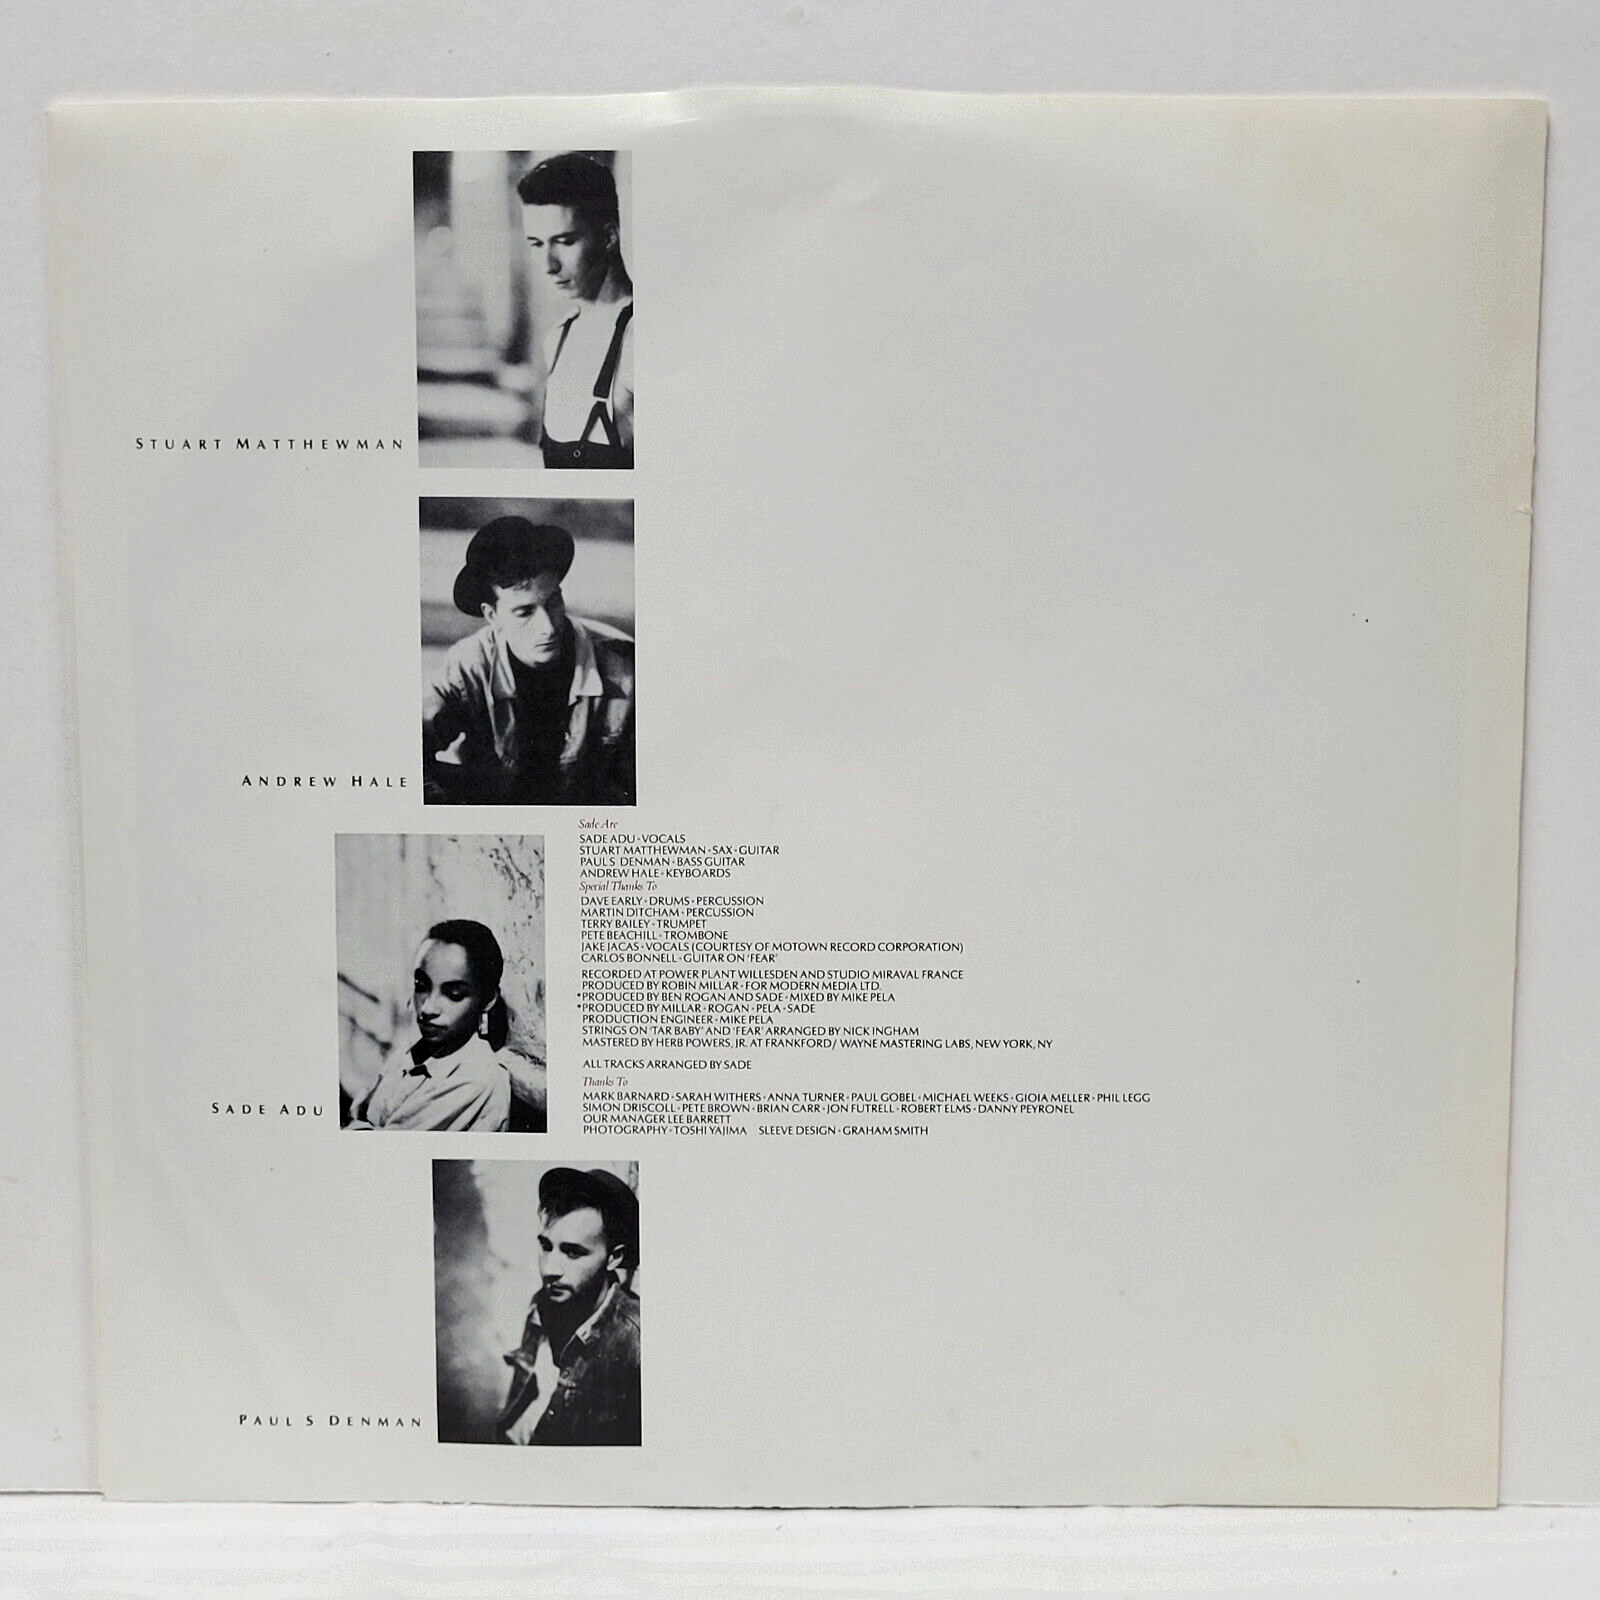 STUART MATTHEWMAN
ANDREW HALE
Sade Are
SADE ADU • VOCALS
STUART MATTHEWMAN • SAX • GUITAR
PAUL S DENMAN • BASS GUITAR
ANDREW HALE • KEYBOARDS
Special Thanks To
DAVE EARLY • DRUMS • PERCUSSION
MARTIN DITCHAM • PERCUSSION
TERRY BAILEY • TRUMPET
PETE BEACHILL • TROMBONE
JAKE JACAS • VOCALS (COURTESY OF MOTOWN RECORD CORPORATION)
CARLOS BONNELL • GUITAR ON 'FEAR'
RECORDED AT POWER PLANT WILLESDEN AND STUDIO MIRAVAL FRANCE
PRODUCED BY ROBIN MILLAR • FOR MODERN MEDIA LTD.
*PRODUCED BY BEN ROGAN AND SADE • MIXED BY MIKE PELA
*PRODUCED BY MILLAR • ROGAN • PELA • SADE
PRODUCTION ENGINEER • MIKE PELA
STRINGS ON 'TAR BABY' AND 'FEAR' ARRANGED BY NICK INGHAM
MASTERED BY HERB POWERS, JR. AT FRANKFORD/ WAYNE MASTERING LABS, NEW YORK, NY
ALL TRACKS ARRANGED BY SADE
Thanks To
MARK BARNARD • SARAH WITHERS • ANNA TURNER • PAUL GOBEL • MICHAEL WEEKS • GIOIA MELLER • PHIL LEGG
SIMON DRISCOLL • PETE BROWN • BRIAN CARR • JON FUTRELL • ROBERT ELMS • DANNY PEYRONEL
OUR MANAGER LEE BARRETT
PHOTOGRAPHY • TOSHI YAJIMA SLEEVE DESIGN • GRAHAM SMITH
SADE ADU
PAUL S DENMAN